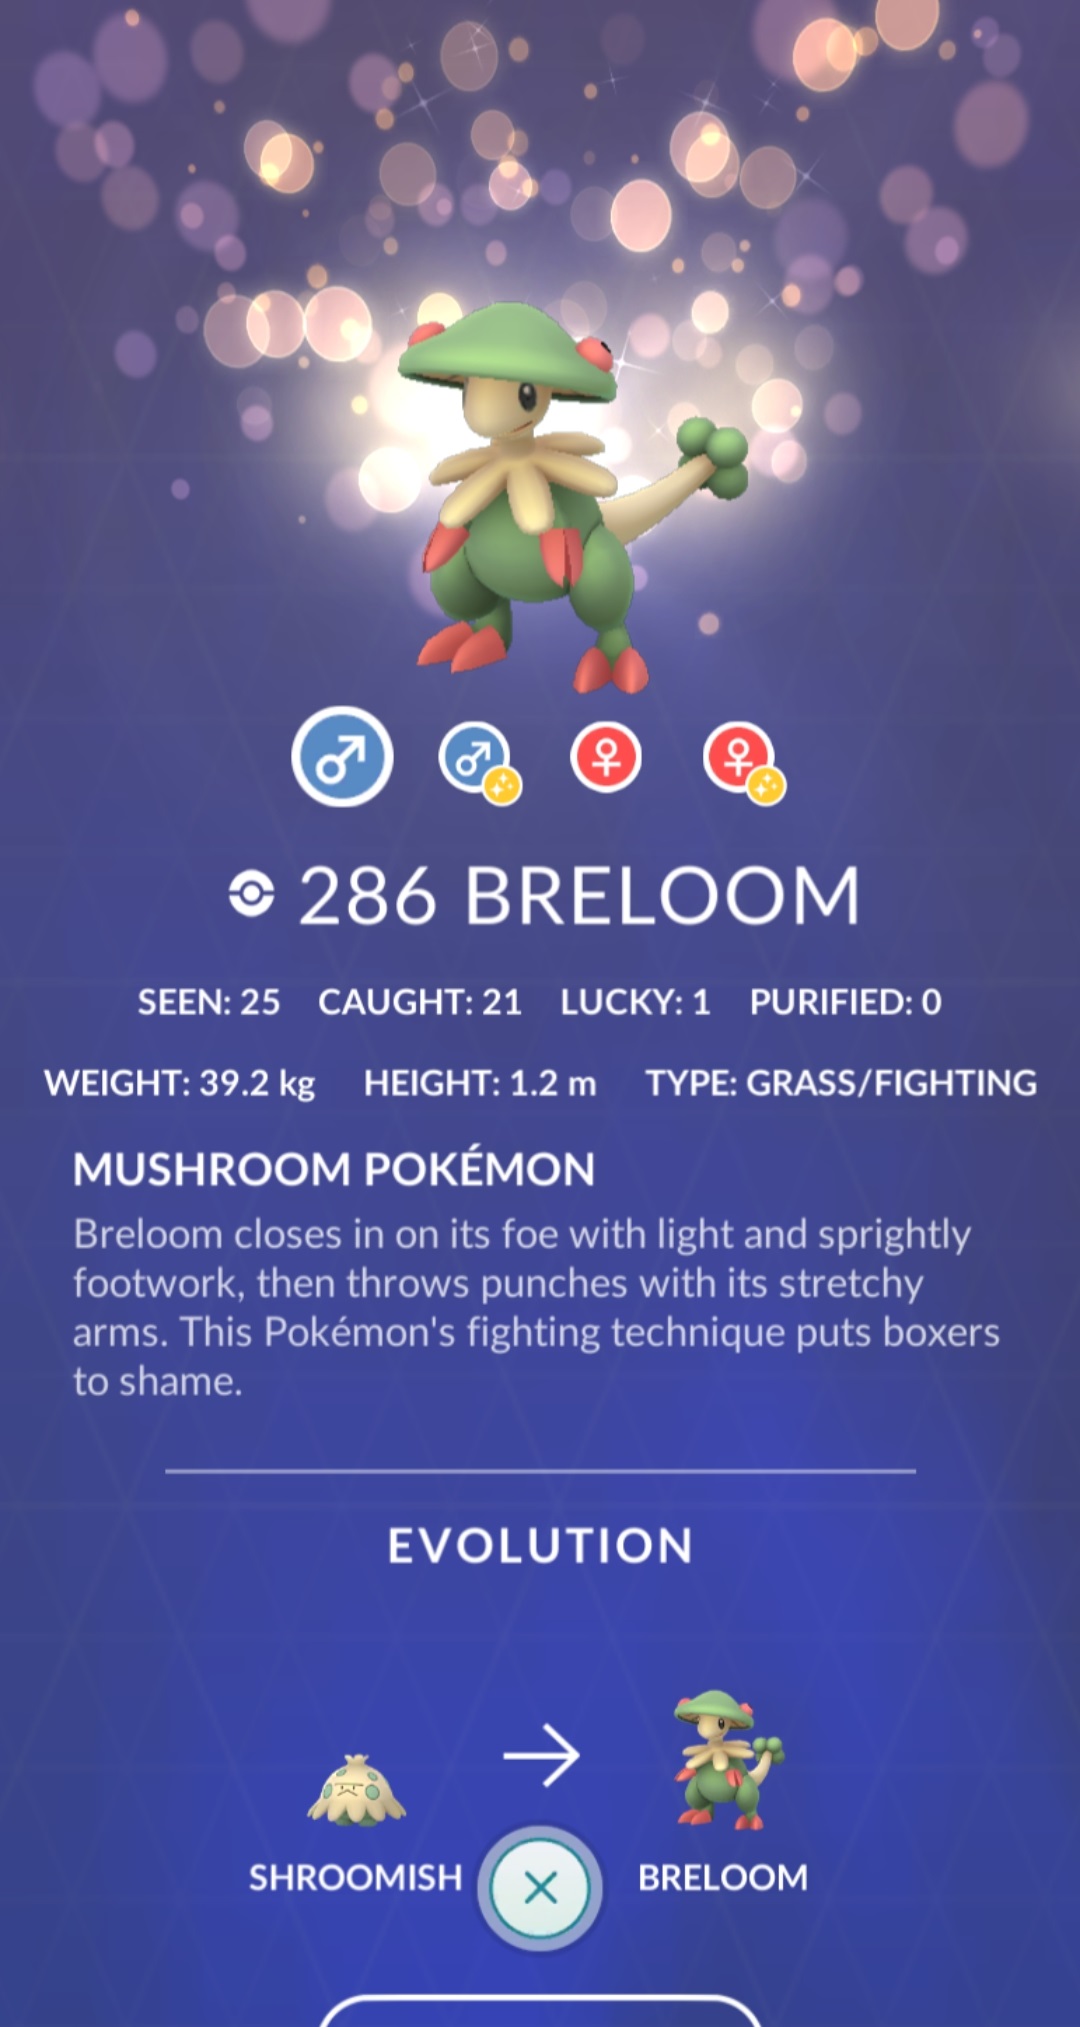 286 BRELOOM
SEEN: 25 CAUGHT: 21 LUCKY: 1 PURIFIED: 0
WEIGHT: 39.2 kg HEIGHT: 1.2 m TYPE: GRASS/FIGHTING
MUSHROOM POKÉMON
Breloom closes in on its foe with light and sprightly
footwork, then throws punches with its stretchy
arms. This Pokémon's fighting technique puts boxers
to shame.
EVOLUTION
SHROOMISH BRELOOM